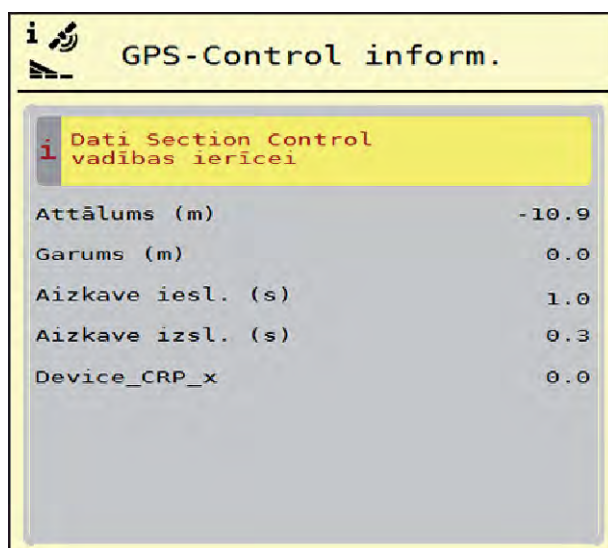 i
GPS-Control inform.
i Dati Section Control
vadības ierīcei
Attālums (m) -10.9
Garums (m) 0.0
Aizkave iesl. (s) 1.0
Aizkave izsl. (s) 0.3
Device_CRP_x 0.0